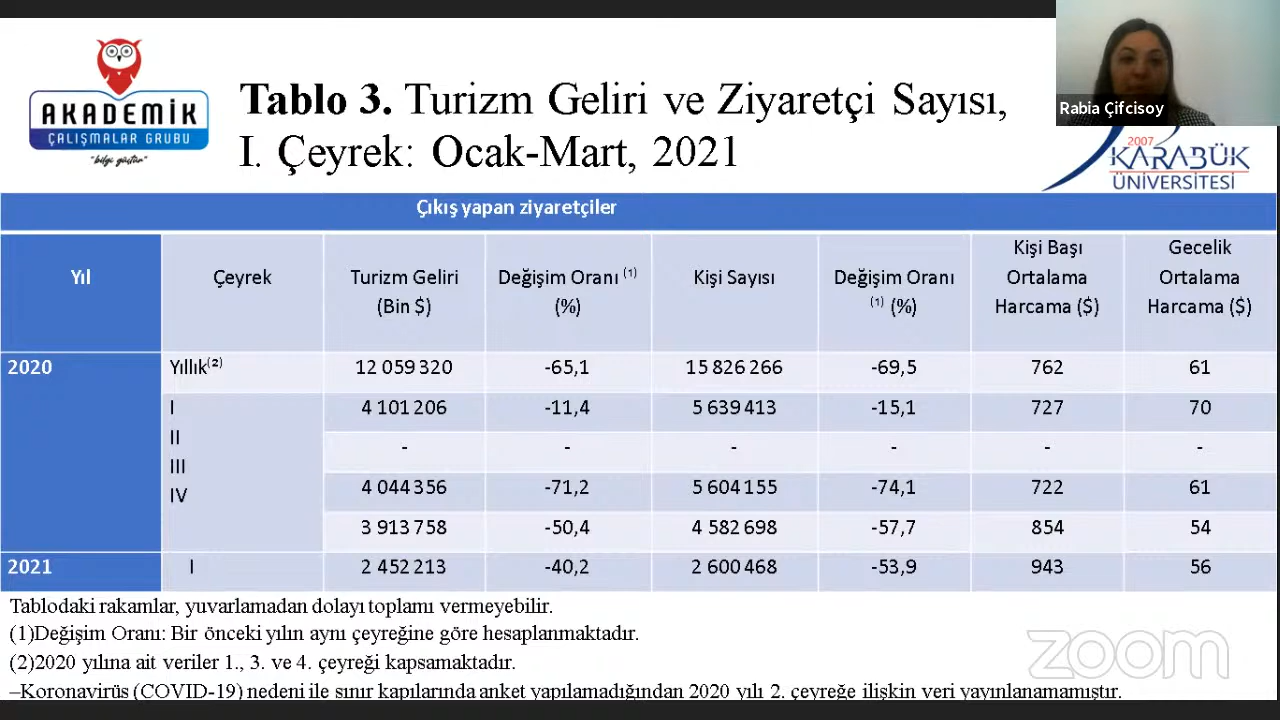 AKADEMİK
ÇALIŞMALAR GRUBU
"bilgi güçtür"
Tablo 3. Turizm Geliri ve Ziyaretçi Sayısı,
I. Çeyrek: Ocak-Mart, 2021
Rabia Çifcisoy
2007
KARABÜK
ÜNİVERSİTESİ
Çıkış yapan ziyaretçiler
Yıl Çeyrek Turizm Geliri (Bin $) Değişim Oranı (1) (%) Kişi Sayısı Değişim Oranı (1) (%) Kişi Başı Ortalama Harcama ($) Gecelik Ortalama Harcama ($)
2020 Yıllık(2) 12 059 320 -65,1 15 826 266 -69,5 762 61
I 4 101 206 -11,4 5 639 413 -15,1 727 70
II - - - - - -
III 4 044 356 -71,2 5 604 155 -74,1 722 61
IV 3 913 758 -50,4 4 582 698 -57,7 854 54
2021 I 2 452 213 -40,2 2 600 468 -53,9 943 56
Tablodaki rakamlar, yuvarlamadan dolayı toplamı vermeyebilir.
(1)Değişim Oranı: Bir önceki yılın aynı çeyreğine göre hesaplanmaktadır.
(2)2020 yılına ait veriler 1., 3. ve 4. çeyreği kapsamaktadır.
–Koronavirüs (COVID-19) nedeni ile sınır kapılarında anket yapılamadığından 2020 yılı 2. çeyreğe ilişkin veri yayınlanamamıştır.
zoom